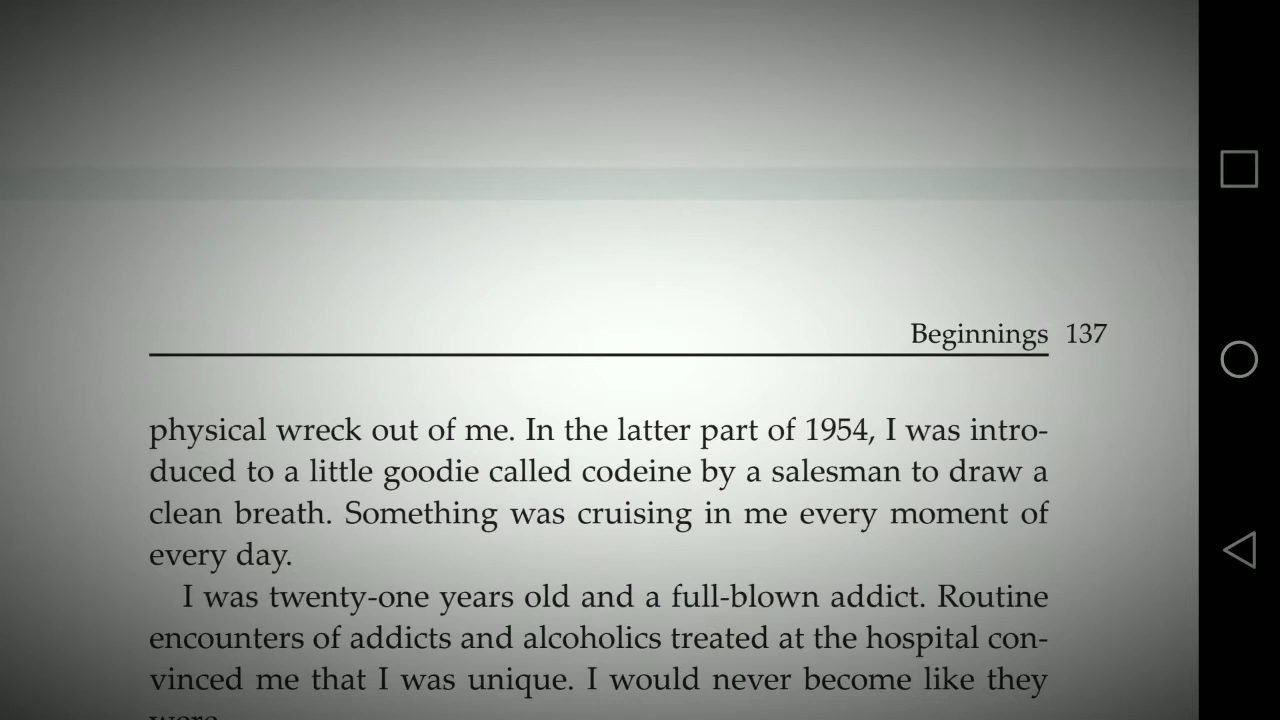 Beginnings 137
physical wreck out of me. In the latter part of 1954, I was intro-
duced to a little goodie called codeine by a salesman to draw a
clean breath. Something was cruising in me every moment of
every day.
I was twenty-one years old and a full-blown addict. Routine
encounters of addicts and alcoholics treated at the hospital con-
vinced me that I was unique. I would never become like they